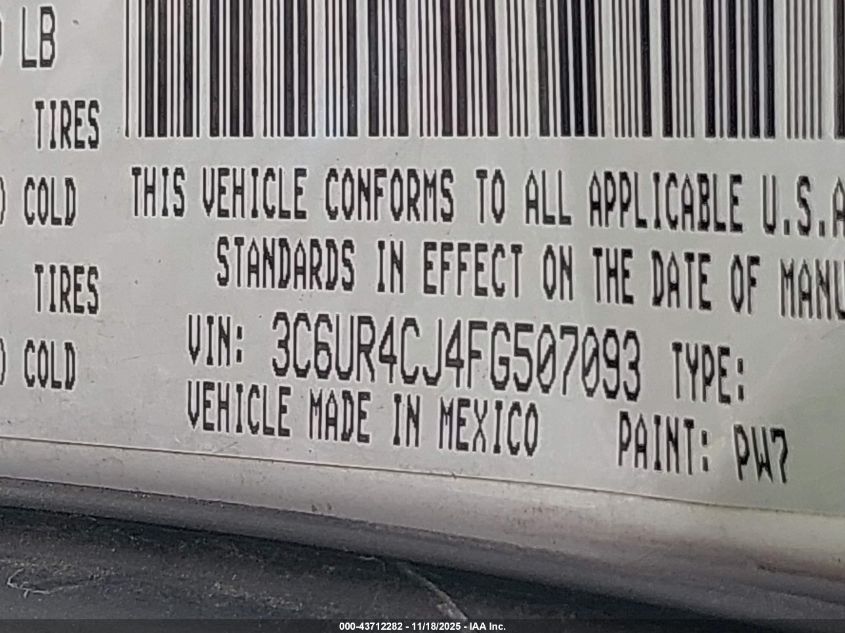 LB
TIRES
COLD
TIRES
COLD
THIS VEHICLE CONFORMS TO ALL APPLICABLE U.S.A
STANDARDS IN EFFECT ON THE DATE OF MANU
VIN: 3C6UR4CJ4FG507093 TYPE:
VEHICLE MADE IN MEXICO PAINT: PW7
000-43712282 - 11/18/2025 - IAA Inc.